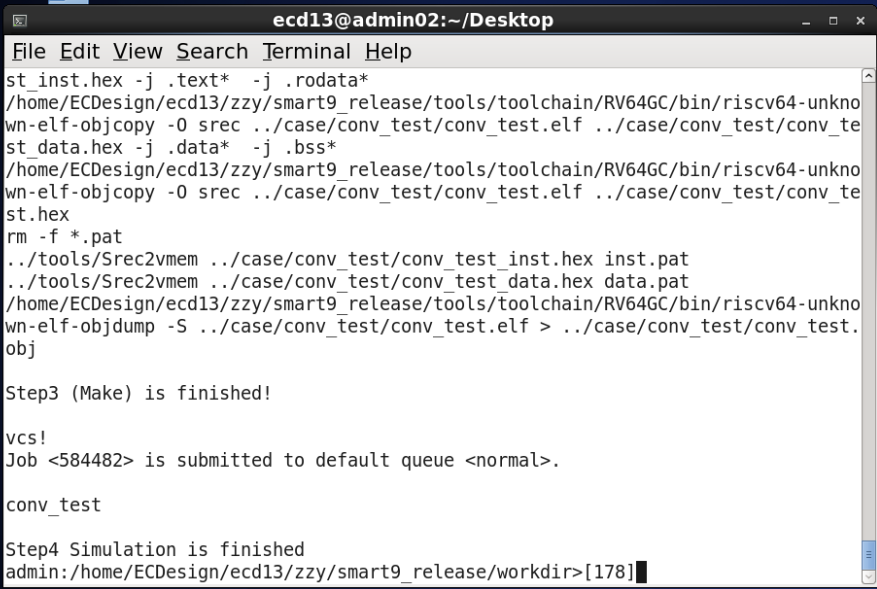 ecd13@admin02:~/Desktop
File Edit View Search Terminal Help
st_inst.hex -j .text*  -j .rodata*
/home/ECDesign/ecd13/zzy/smart9_release/tools/toolchain/RV64GC/bin/riscv64-unkno
wn-elf-objcopy -O srec ../case/conv_test/conv_test.elf ../case/conv_test/conv_te
st_data.hex -j .data*  -j .bss*
/home/ECDesign/ecd13/zzy/smart9_release/tools/toolchain/RV64GC/bin/riscv64-unkno
wn-elf-objcopy -O srec ../case/conv_test/conv_test.elf ../case/conv_test/conv_te
st.hex
rm -f *.pat
../tools/Srec2vmem ../case/conv_test/conv_test_inst.hex inst.pat
../tools/Srec2vmem ../case/conv_test/conv_test_data.hex data.pat
/home/ECDesign/ecd13/zzy/smart9_release/tools/toolchain/RV64GC/bin/riscv64-unkno
wn-elf-objdump -S ../case/conv_test/conv_test.elf > ../case/conv_test/conv_test.
obj
Step3 (Make) is finished!
vcs!
Job <584482> is submitted to default queue <normal>.
conv_test
Step4 Simulation is finished
admin:/home/ECDesign/ecd13/zzy/smart9_release/workdir>[178]